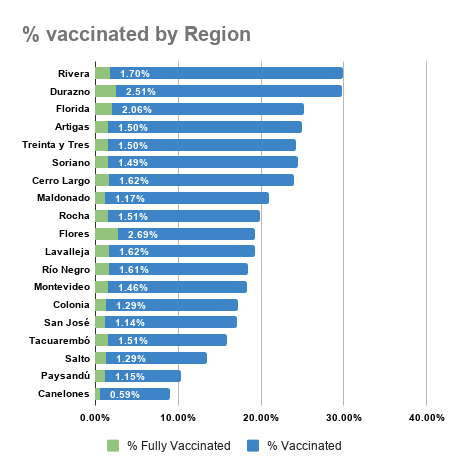 % vaccinated by Region
Rivera 1.70%
Durazno 2.51%
Florida 2.06%
Artigas 1.50%
Treinta y Tres 1.50%
Soriano 1.49%
Cerro Largo 1.62%
Maldonado 1.17%
Rocha 1.51%
Flores 2.69%
Lavalleja 1.62%
Río Negro 1.61%
Montevideo 1.46%
Colonia 1.29%
San José 1.14%
Tacuarembó 1.51%
Salto 1.29%
Paysandú 1.15%
Canelones 0.59%
0.00% 10.00% 20.00% 30.00% 40.00%
% Fully Vaccinated % Vaccinated